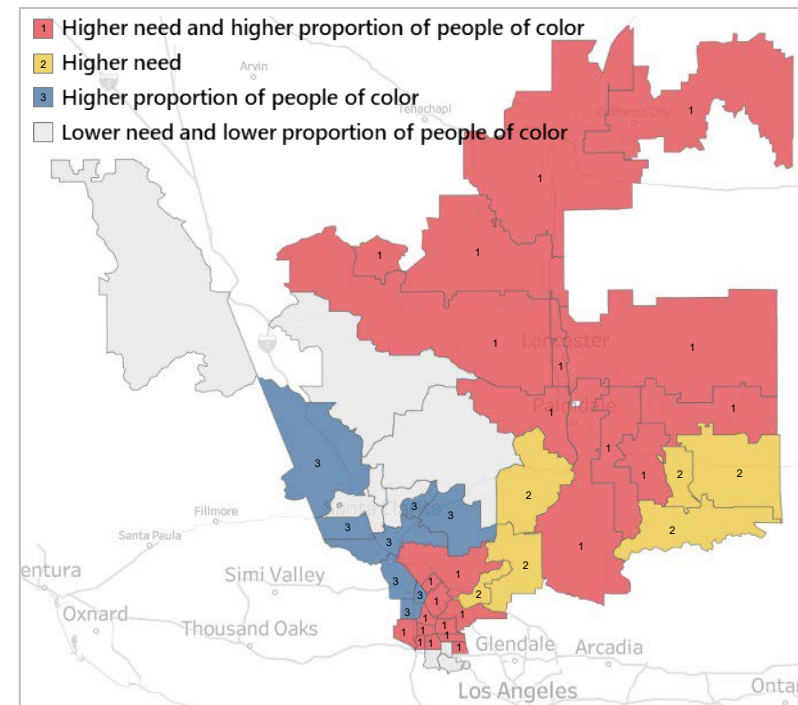 1 Higher need and higher proportion of people of color
2 Higher need
3 Higher proportion of people of color
Lower need and lower proportion of people of color
Arvin
Tehachapi
California City
1
1
1
1
1
Lancaster
1
1
Palmdale
1
1
1
1
2
2
2
2
1
3
3
3
3
3
Santa Clarita
Fillmore
Santa Paula
entura
Simi Valley
Oxnard
Thousand Oaks
2
2
3
3
3
1
1
1
1
1
1
1
1
1
1
1
1
Glendale
Arcadia
Los Angeles
Ontar